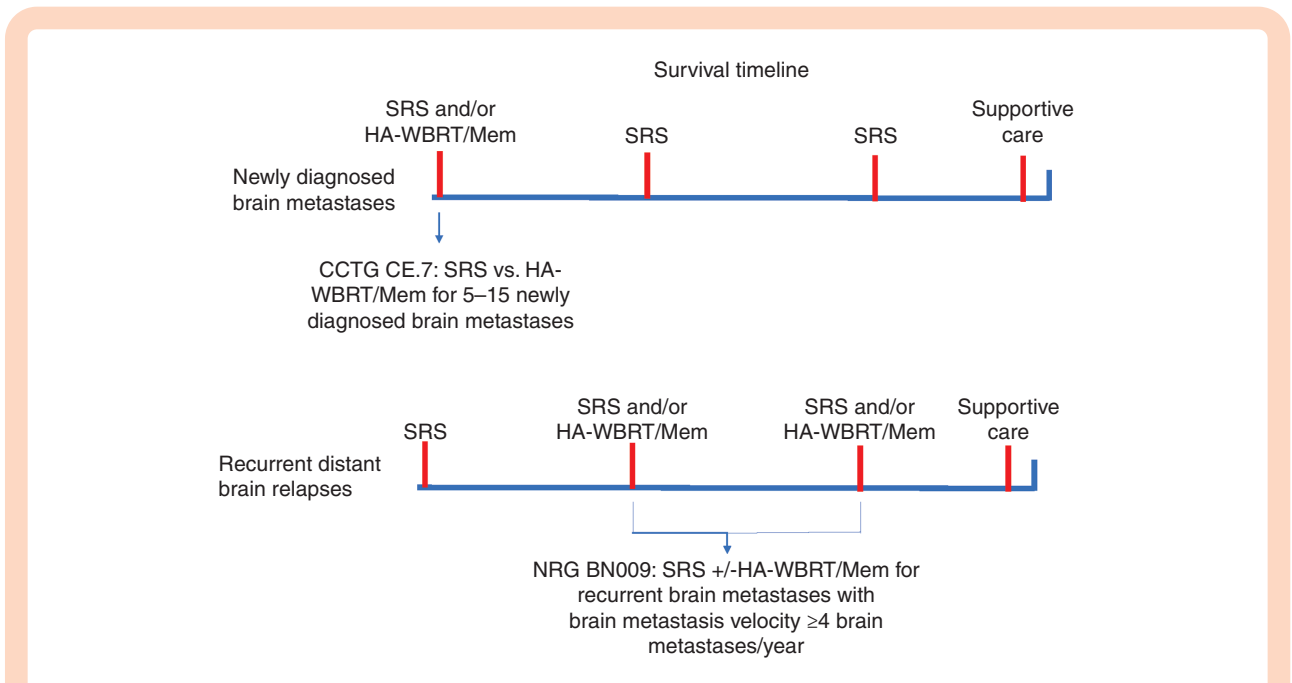 Survival timeline
SRS and/or
HA-WBRT/Mem
SRS
SRS
Supportive
care
Newly diagnosed
brain metastases
CCTG CE.7: SRS vs. HA-
WBRT/Mem for 5–15 newly
diagnosed brain metastases
SRS
SRS and/or
HA-WBRT/Mem
SRS and/or
HA-WBRT/Mem
Supportive
care
Recurrent distant
brain relapses
NRG BN009: SRS +/-HA-WBRT/Mem for
recurrent brain metastases with
brain metastasis velocity ≥4 brain
metastases/year